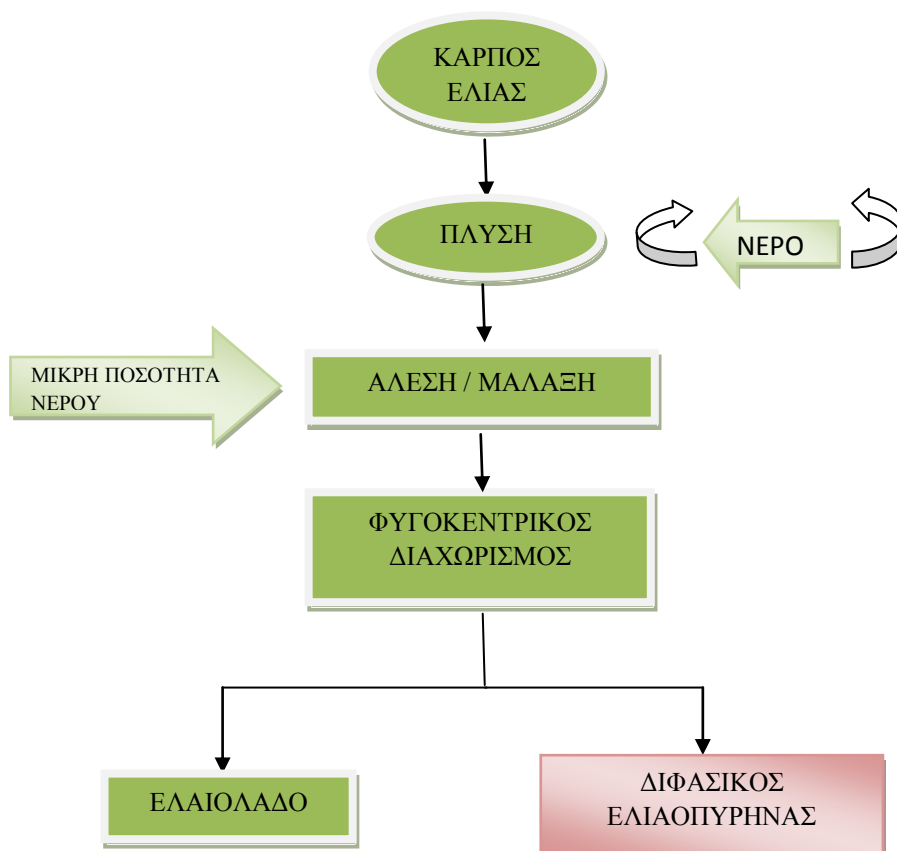 ΚΑΡΠΟΣ
ΕΛΙΑΣ
ΠΛΥΣΗ
ΝΕΡΟ
ΜΙΚΡΗ ΠΟΣΟΤΗΤΑ
ΝΕΡΟΥ
ΑΛΕΣΗ / ΜΑΛΑΞΗ
ΦΥΓΟΚΕΝΤΡΙΚΟΣ
ΔΙΑΧΩΡΙΣΜΟΣ
ΕΛΑΙΟΛΑΔΟ
ΔΙΦΑΣΙΚΟΣ
ΕΛΙΑΟΠΥΡΗΝΑΣ